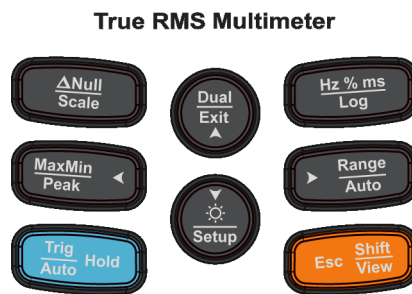 True RMS Multimeter
ΔNull
Scale
Dual
Exit
Hz % ms
Log
MaxMin
Peak
Range
Auto
Setup
Trig
Auto Hold
Esc Shift
View